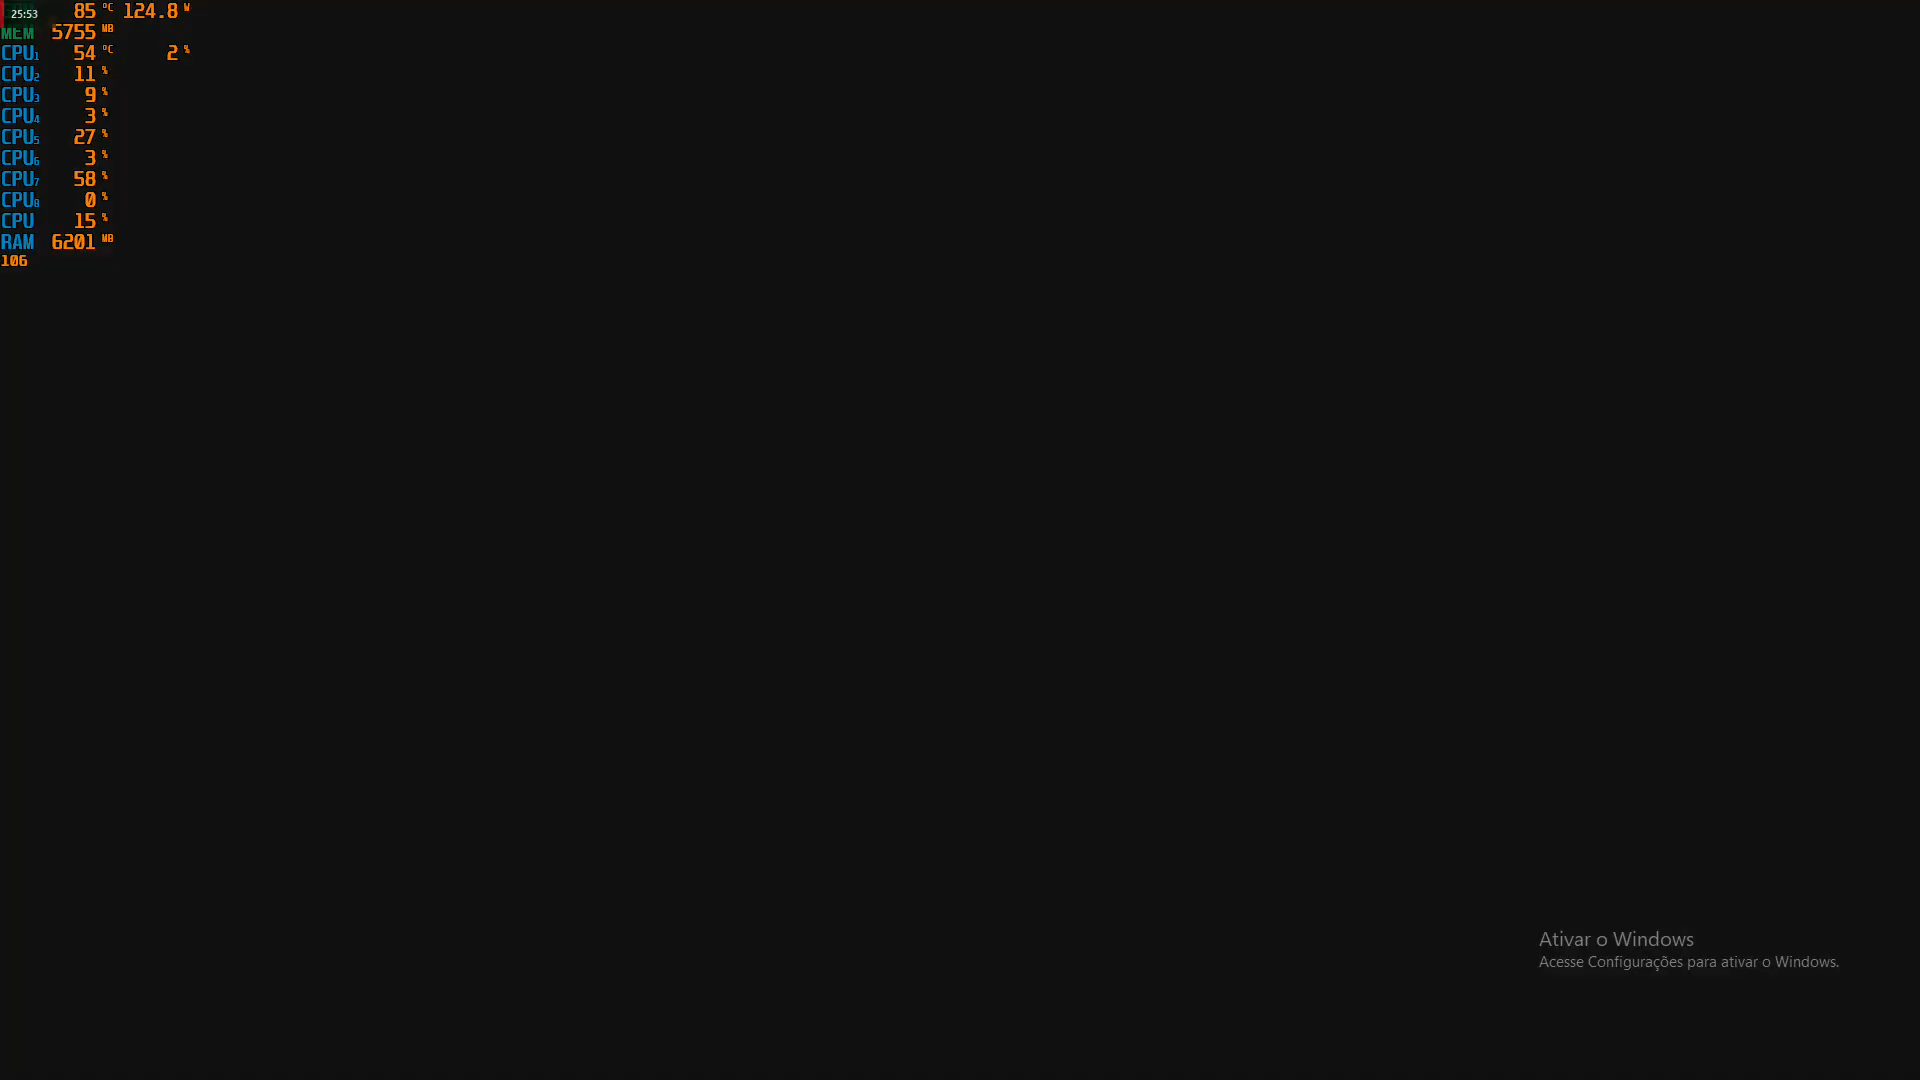 25:53 85 °C 124.8 W
MEM 5755 MB
CPU1 54 °C 2 %
CPU2 11 %
CPU3 9 %
CPU4 3 %
CPU5 27 %
CPU6 3 %
CPU7 58 %
CPU8 0 %
CPU 15 %
RAM 6201 MB
106
Ativar o Windows
Acesse Configurações para ativar o Windows.